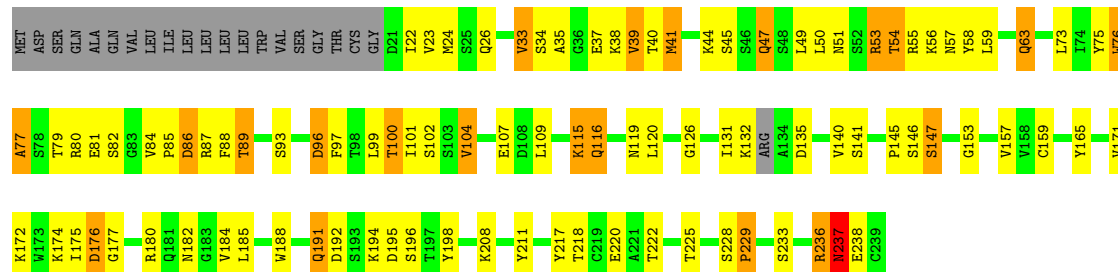 MET ASP SER GLN ALA GLN VAL LEU ILE LEU LEU LEU LEU TRP VAL SER GLY THR CYS GLY D21 I22 V23 M24 S25 Q26 V33 S34 A35 G36 E37 K38 V39 T40 M41 K44 S45 S46 Q47 S48 L49 L50 N51 S52 R53 T54 R55 K56 N57 Y58 L59 Q63 L73 I74 Y75 W76
A77 S78 T79 R80 E81 S82 G83 V84 P85 D86 R87 F88 T89 S93 D96 F97 T98 L99 T100 I101 S102 S103 V104 E107 D108 L109 K115 Q116 N119 L120 G126 I131 K132 ARG A134 D135 V140 S141 P145 S146 S147 G153 V157 V158 C159 Y165 V171
K172 W173 K174 I175 D176 G177 R180 Q181 N182 G183 V184 L185 W188 Q191 D192 S193 K194 D195 S196 T197 Y198 K208 Y211 Y217 T218 C219 E220 A221 T222 T225 S228 P229 S233 R236 N237 E238 C239